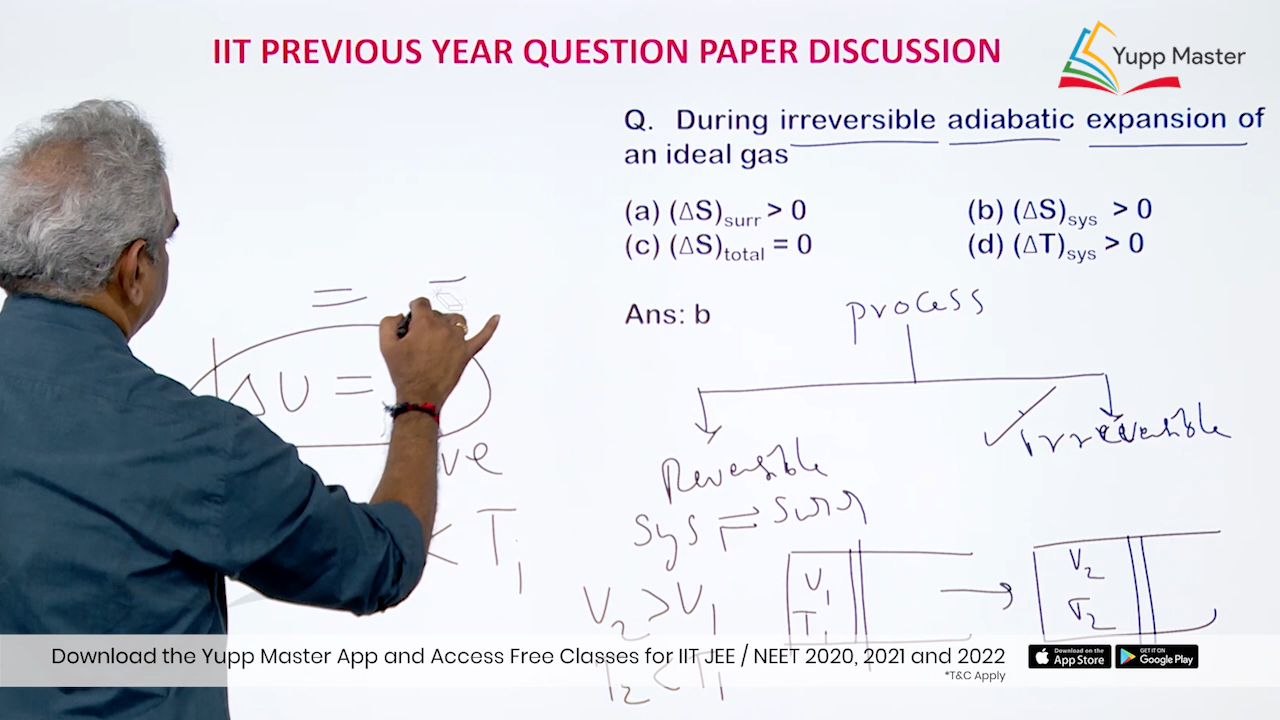 IIT PREVIOUS YEAR QUESTION PAPER DISCUSSION
Yupp Master
Q. During irreversible adiabatic expansion of
an ideal gas
(a) (ΔS)surr > 0 (b) (ΔS)sys > 0
(c) (ΔS)total = 0 (d) (ΔT)sys > 0
Ans: b
process
Reversible
Irreversible
Sys ⇌ Surr
= -
ΔU =
ve
< T1
V2 > V1
T2 < T1
V1
T1
→
V2
T2
Download the Yupp Master App and Access Free Classes for IIT JEE / NEET 2020, 2021 and 2022
*T&C Apply
Download on the
App Store
GET IT ON
Google Play